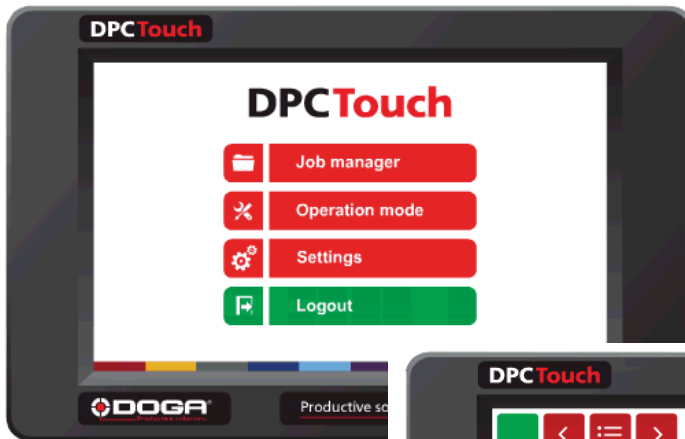 DPCTouch
DPCTouch
Job manager
Operation mode
Settings
Logout
DOGA
Productive so
DPCTouch